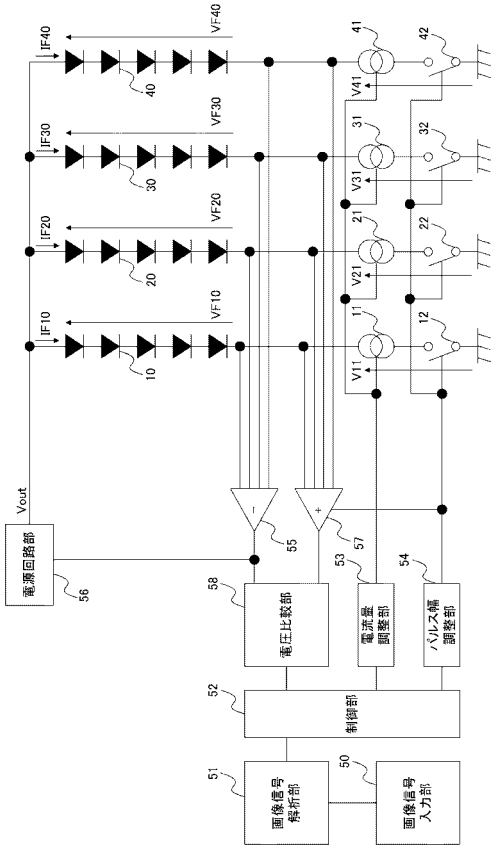 IF10
IF20
IF30
IF40
VF10
VF20
VF30
VF40
10
20
30
40
Vout
電源回路部
56
V11
V21
V31
V41
11
21
31
41
12
22
32
42
−
55
+
57
58
電圧比較部
53
電流量
調整部
54
パルス幅
調整部
52
制御部
51
画像信号
解析部
50
画像信号
入力部